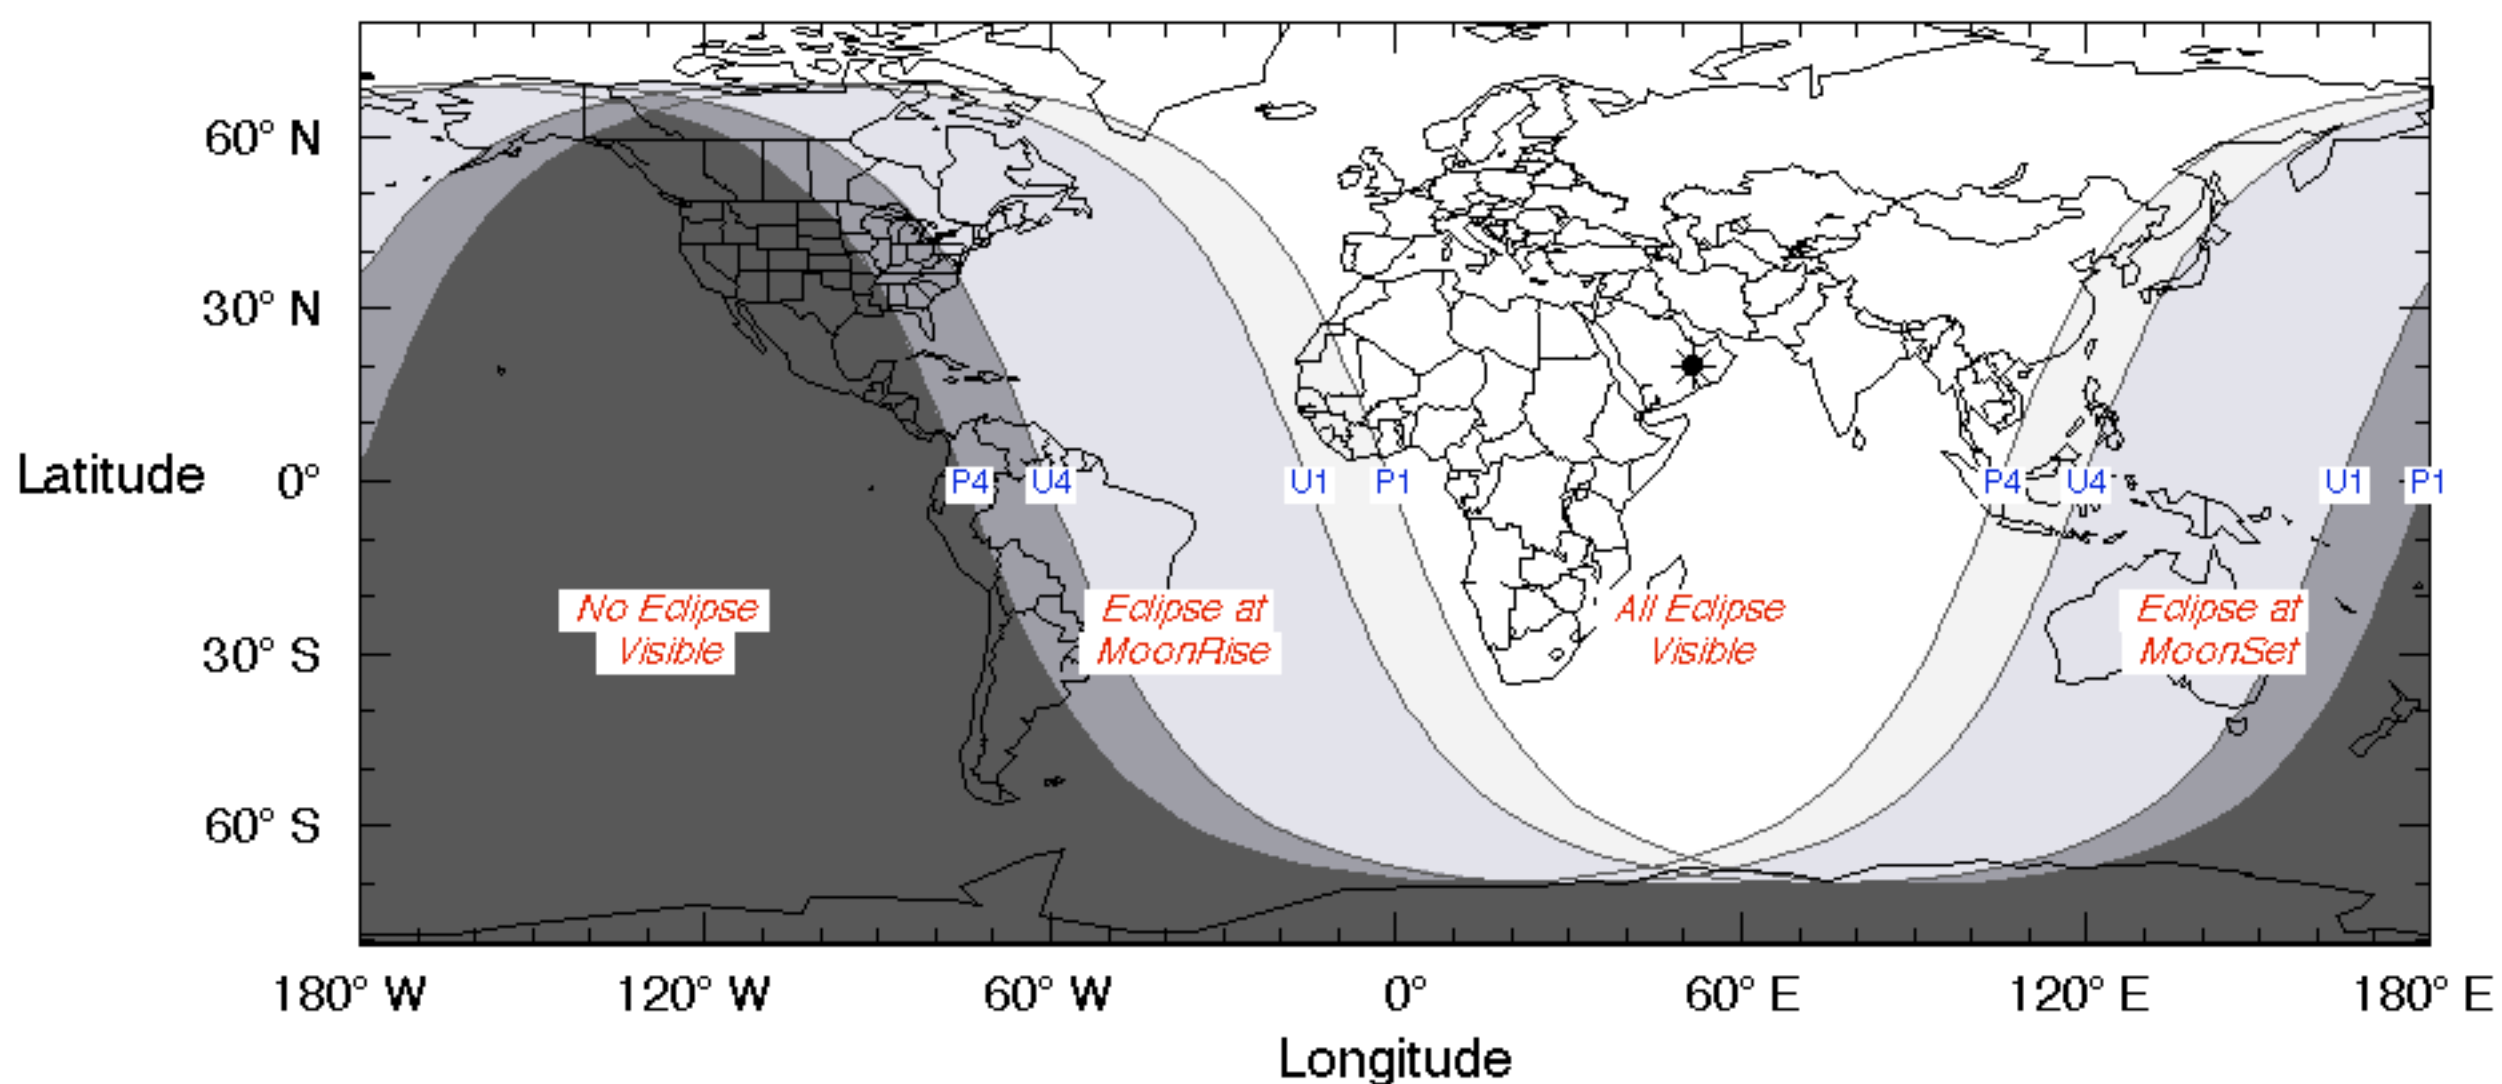 60° N
30° N
Latitude 0°
P4 U4 U1 P1 P4 U4 U1 P1
No Eclipse
Visible
Eclipse at
MoonRise
All Eclipse
Visible
Eclipse at
MoonSet
30° S
60° S
180° W 120° W 60° W 0° 60° E 120° E 180° E
Longitude